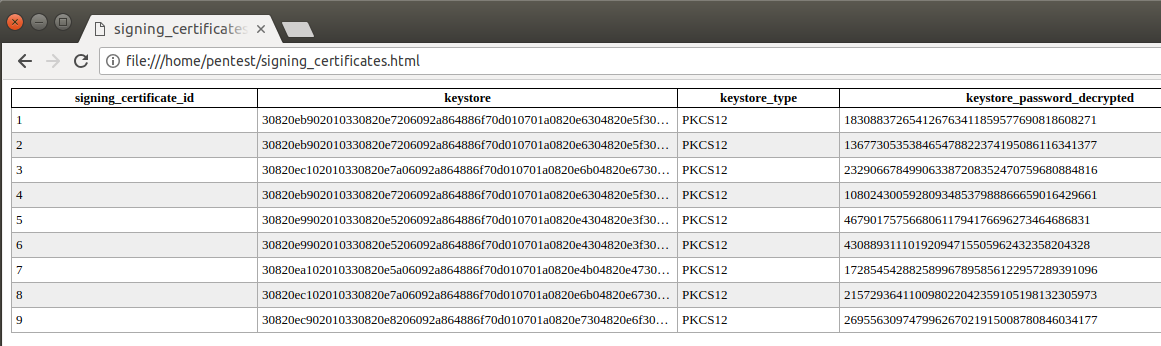 signing_certificates
file:///home/pentest/signing_certificates.html
signing_certificate_id keystore keystore_type keystore_password_decrypted
1 30820eb902010330820e7206092a864886f70d010701a0820e6304820e5f30… PKCS12 183088372654126763411859577690818608271
2 30820eb902010330820e7206092a864886f70d010701a0820e6304820e5f30… PKCS12 136773053538465478822374195086116341377
3 30820ec102010330820e7a06092a864886f70d010701a0820e6b04820e6730… PKCS12 232906678499063387208352470759680884816
4 30820eb902010330820e7206092a864886f70d010701a0820e6304820e5f30… PKCS12 108024300592809348537988866659016429661
5 30820e9902010330820e5206092a864886f70d010701a0820e4304820e3f30… PKCS12 46790175756680611794176696273464686831
6 30820e9902010330820e5206092a864886f70d010701a0820e4304820e3f30… PKCS12 43088931110192094715505962432358204328
7 30820ea102010330820e5a06092a864886f70d010701a0820e4b04820e4730… PKCS12 172854542882589967895856122957289391096
8 30820ec102010330820e7a06092a864886f70d010701a0820e6b04820e6730… PKCS12 215729364110098022042359105198132305973
9 30820ec902010330820e8206092a864886f70d010701a0820e7304820e6f30… PKCS12 269556309747996267021915008780846034177